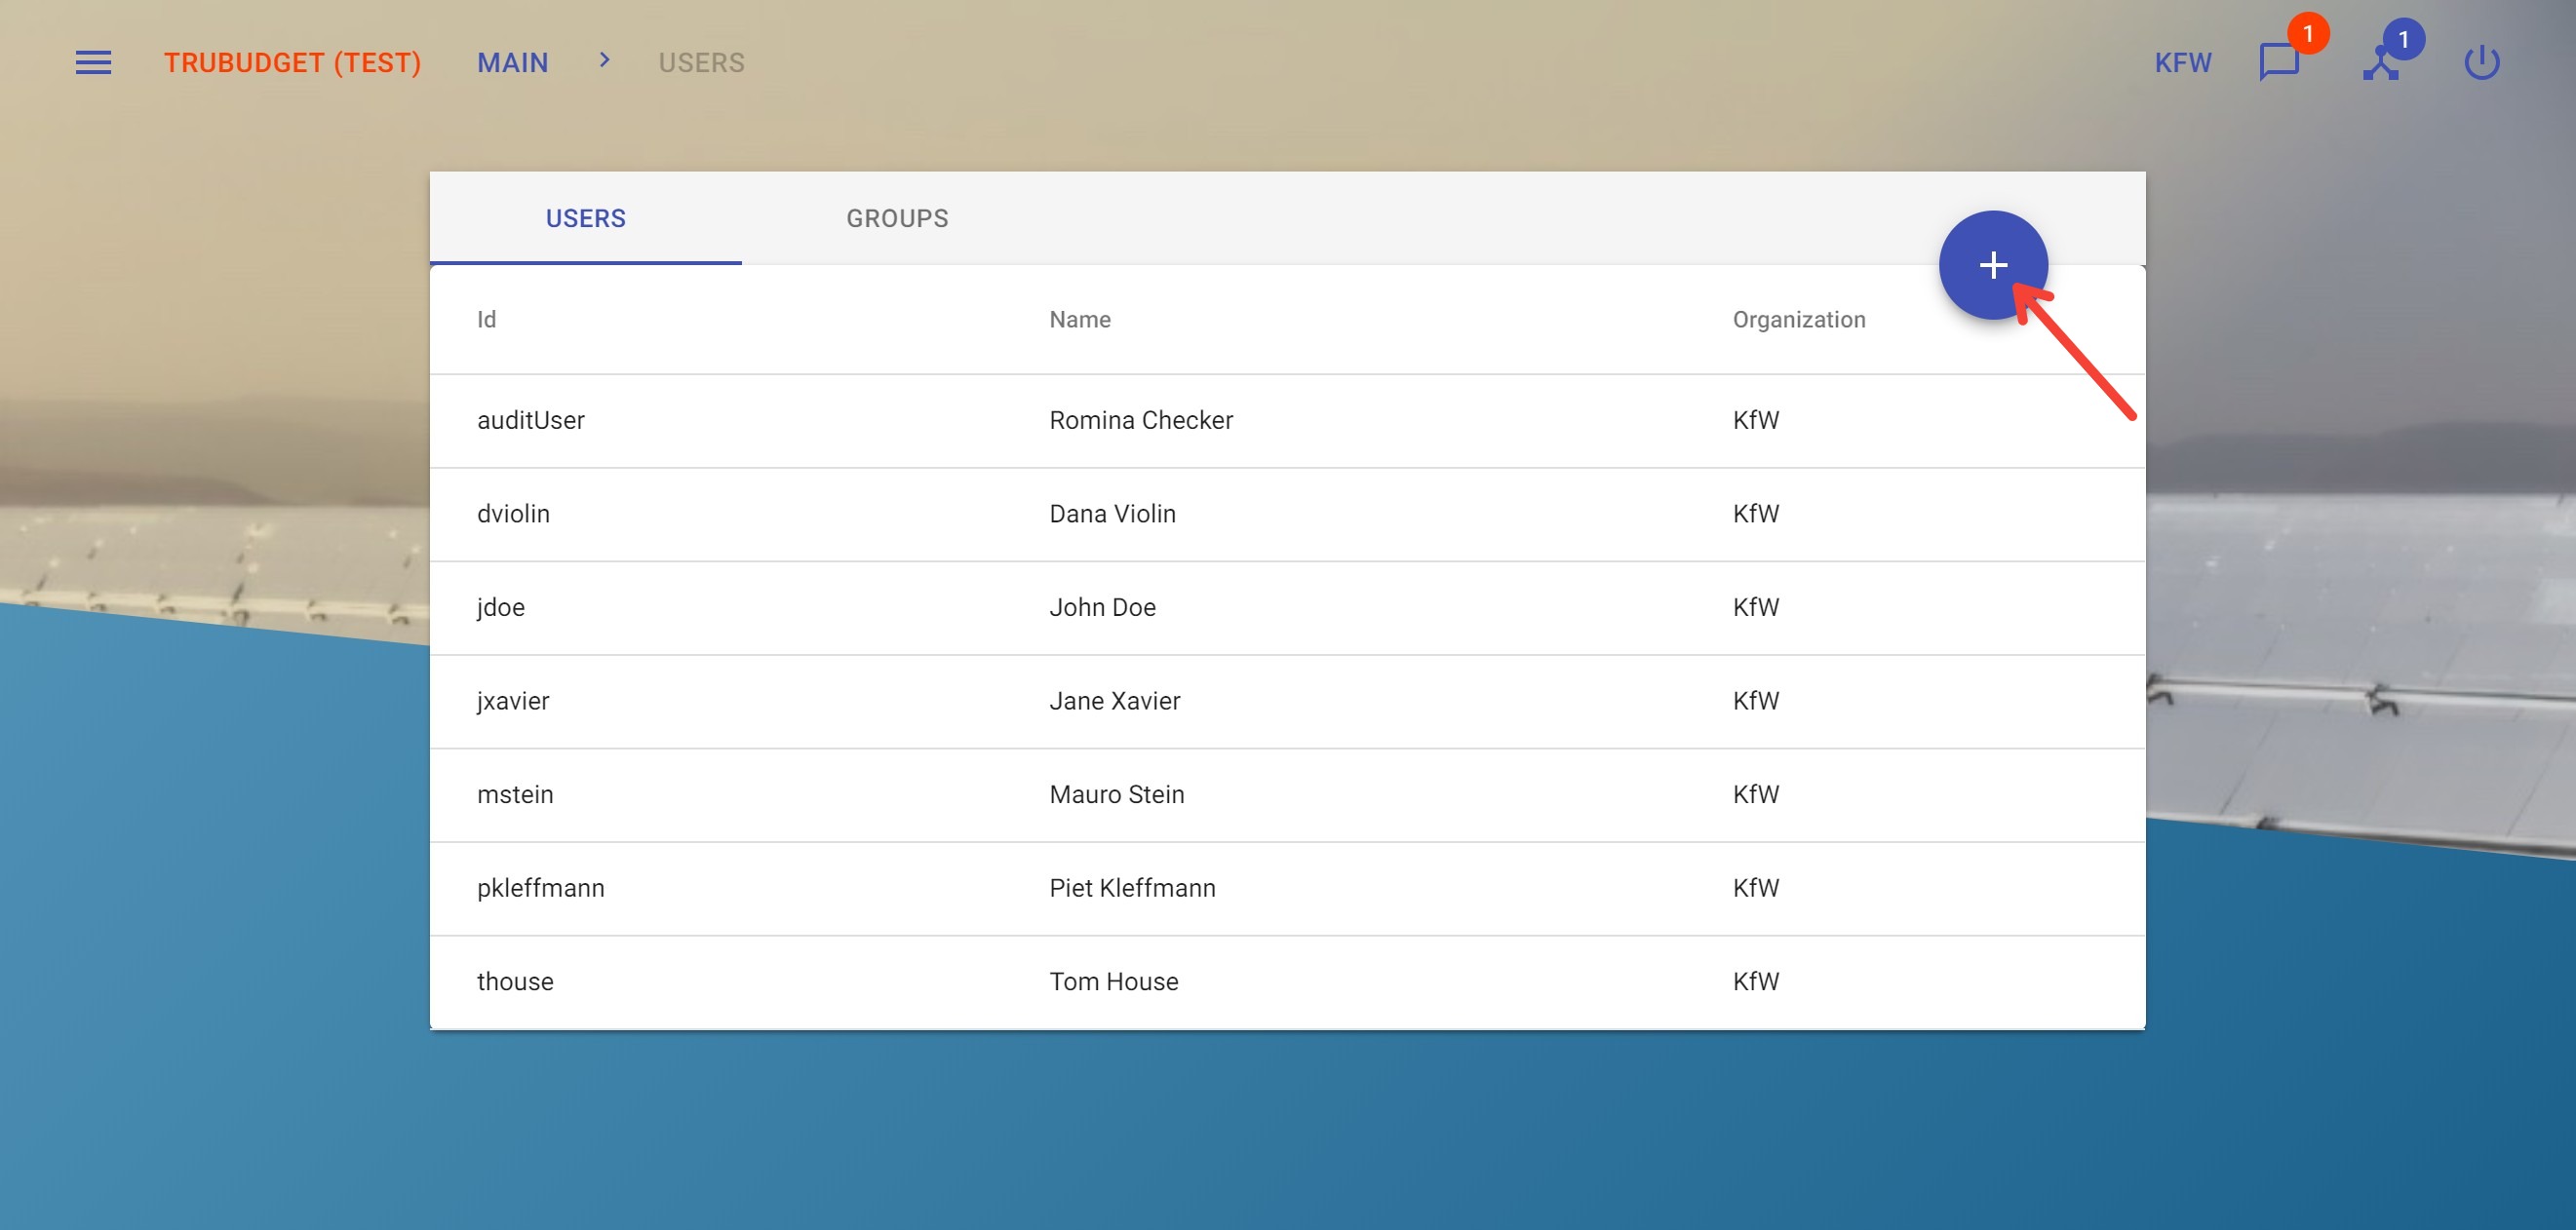 TRUBUDGET (TEST) MAIN > USERS KFW 1 1
USERS GROUPS
+
Id Name Organization
auditUser Romina Checker KfW
dviolin Dana Violin KfW
jdoe John Doe KfW
jxavier Jane Xavier KfW
mstein Mauro Stein KfW
pkleffmann Piet Kleffmann KfW
thouse Tom House KfW